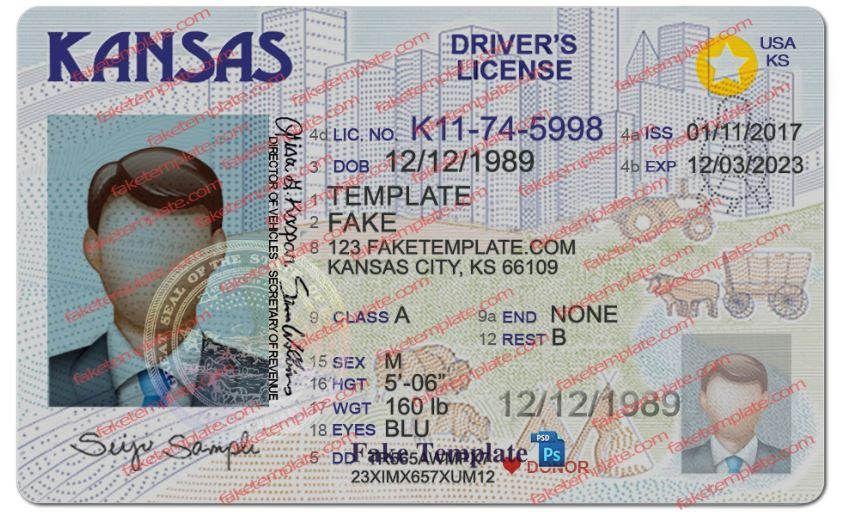 KANSAS
DRIVER'S
LICENSE
USA
KS
4d LIC. NO. K11-74-5998
4a ISS 01/11/2017
3 DOB 12/12/1989
4b EXP 12/03/2023
1 TEMPLATE
2 FAKE
8 123 FAKETEMPLATE.COM
KANSAS CITY, KS 66109
9 CLASS A
9a END NONE
12 REST B
15 SEX M
16 HGT 5'-06"
17 WGT 160 lb
18 EYES BLU
12/12/1989
5 DD
Fake Template
PSD
Ps
DONOR
23XIMX657XUM12
DIRECTOR OF VEHICLES SECRETARY OF REVENUE
SEAL OF THE
faketemplate.com